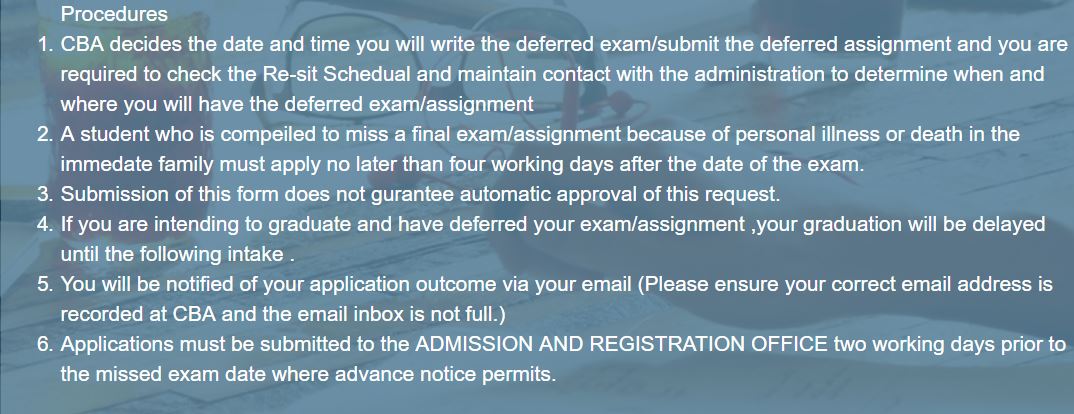 Procedures
1. CBA decides the date and time you will write the deferred exam/submit the deferred assignment and you are
required to check the Re-sit Schedual and maintain contact with the administration to determine when and
where you will have the deferred exam/assignment
2. A student who is compeiled to miss a final exam/assignment because of personal illness or death in the
immedate family must apply no later than four working days after the date of the exam.
3. Submission of this form does not gurantee automatic approval of this request.
4. If you are intending to graduate and have deferred your exam/assignment ,your graduation will be delayed
until the following intake .
5. You will be notified of your application outcome via your email (Please ensure your correct email address is
recorded at CBA and the email inbox is not full.)
6. Applications must be submitted to the ADMISSION AND REGISTRATION OFFICE two working days prior to
the missed exam date where advance notice permits.